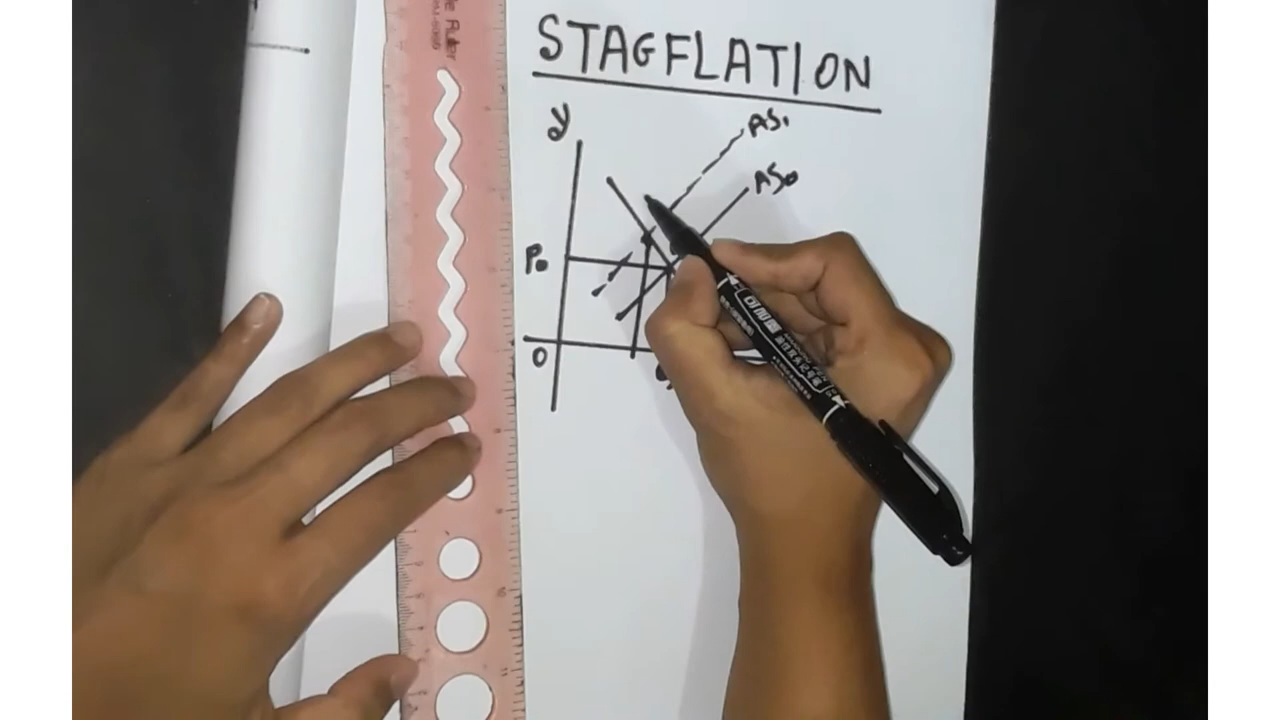 STAGFLATION
y
AS₁
AS₀
P₀
0